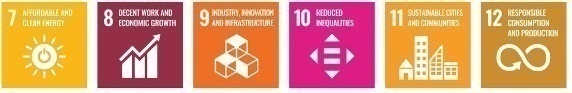 7 AFFORDABLE AND
CLEAN ENERGY
8 DECENT WORK AND
ECONOMIC GROWTH
9 INDUSTRY, INNOVATION
AND INFRASTRUCTURE
10 REDUCED
INEQUALITIES
11 SUSTAINABLE CITIES
AND COMMUNITIES
12 RESPONSIBLE
CONSUMPTION
AND PRODUCTION